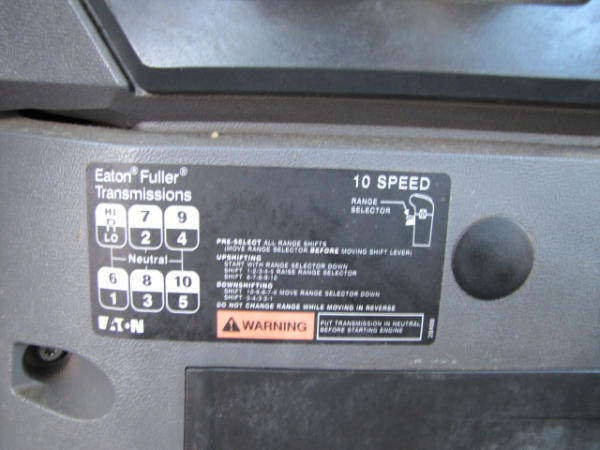 Eaton® Fuller®
Transmissions
10 SPEED
RANGE
SELECTOR
HI 7 9
R
LO 2 4
Neutral
6 8 10
1 3 5
EATON
PRE-SELECT ALL RANGE SHIFTS
(MOVE RANGE SELECTOR BEFORE MOVING SHIFT LEVER)
UPSHIFTING
START WITH RANGE SELECTOR DOWN
SHIFT 1-2-3-4-5 RAISE RANGE SELECTOR
SHIFT 6-7-8-9-10
DOWNSHIFTING
SHIFT 10-9-8-7-6 MOVE RANGE SELECTOR DOWN
SHIFT 5-4-3-2-1
DO NOT CHANGE RANGE WHILE MOVING IN REVERSE
WARNING
PUT TRANSMISSION IN NEUTRAL
BEFORE STARTING ENGINE